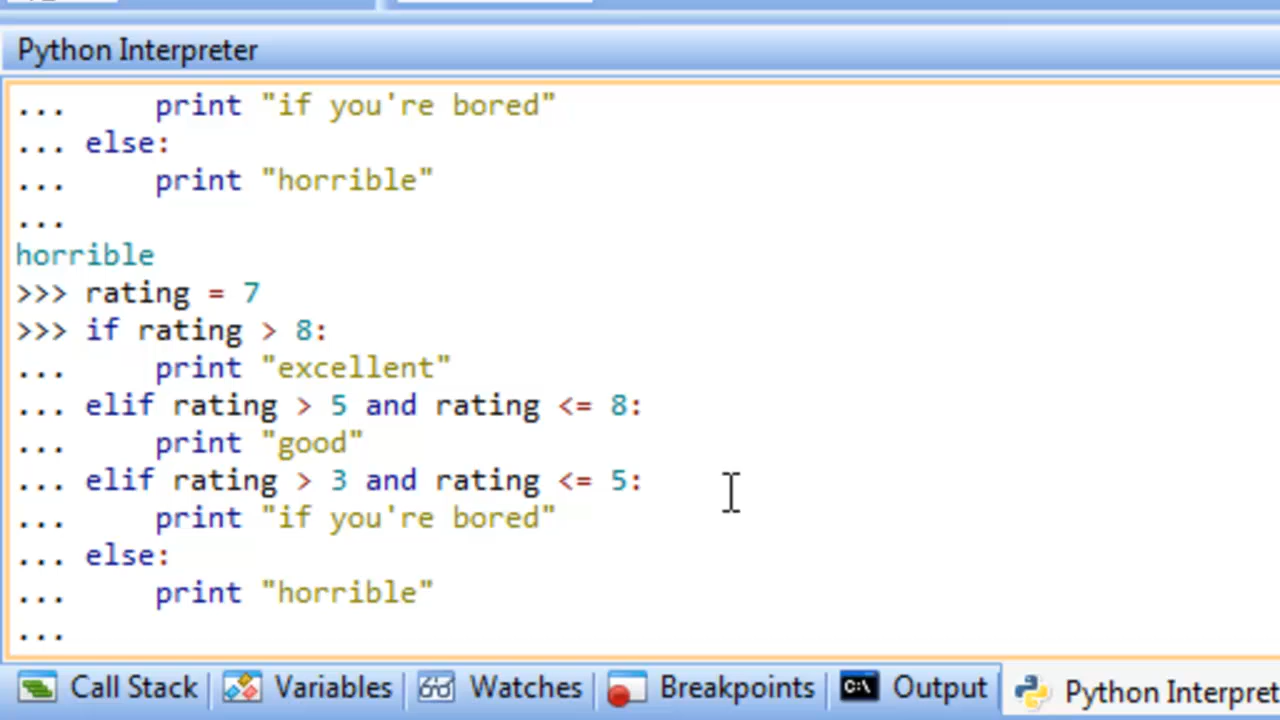 Python Interpreter
...     print "if you're bored"
... else:
...     print "horrible"
...
horrible
>>> rating = 7
>>> if rating > 8:
...     print "excellent"
... elif rating > 5 and rating <= 8:
...     print "good"
... elif rating > 3 and rating <= 5:
...     print "if you're bored"
... else:
...     print "horrible"
...
Call Stack Variables Watches Breakpoints Output Python Interpret